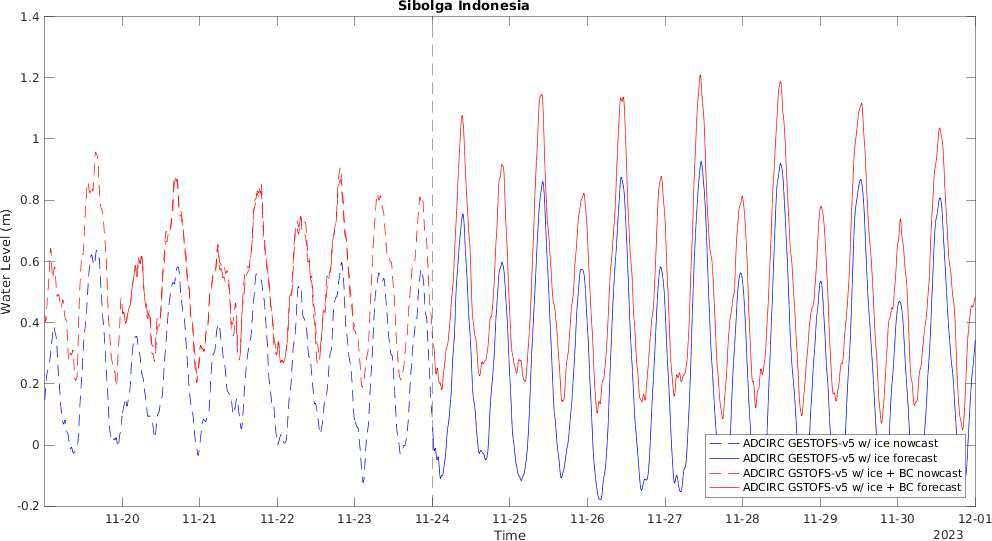 Sibolga Indonesia
1.4
1.2
1
0.8
0.6
0.4
0.2
0
-0.2
Water Level (m)
11-20 11-21 11-22 11-23 11-24 11-25 11-26 11-27 11-28 11-29 11-30 12-01
Time
2023
ADCIRC GESTOFS-v5 w/ ice nowcast
ADCIRC GESTOFS-v5 w/ ice forecast
ADCIRC GSTOFS-v5 w/ ice + BC nowcast
ADCIRC GSTOFS-v5 w/ ice + BC forecast